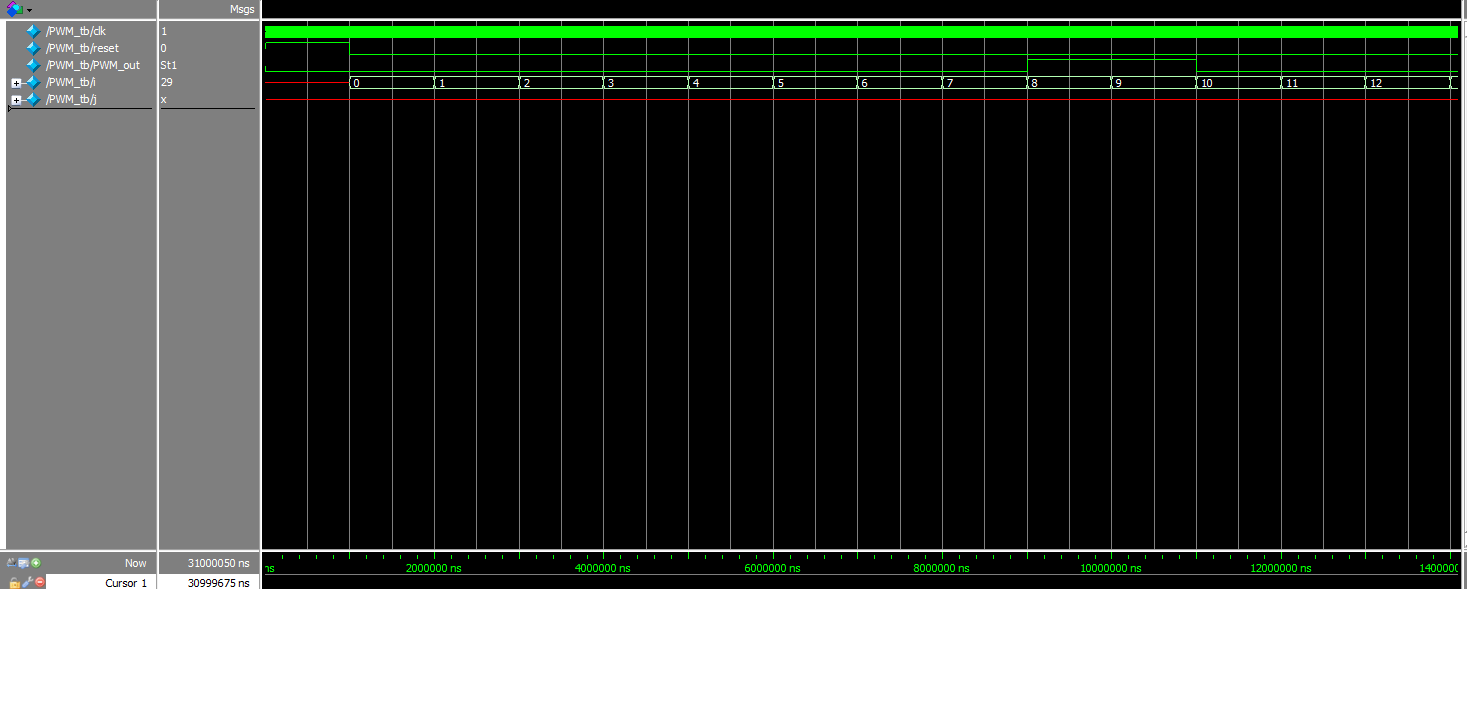 Msgs
/PWM_tb/clk 1
/PWM_tb/reset 0
/PWM_tb/PWM_out St1
/PWM_tb/i 29 0 1 2 3 4 5 6 7 8 9 10 11 12
/PWM_tb/j x
Now 31000050 ns ns 2000000 ns 4000000 ns 6000000 ns 8000000 ns 10000000 ns 12000000 ns 1400000
Cursor 1 30999675 ns